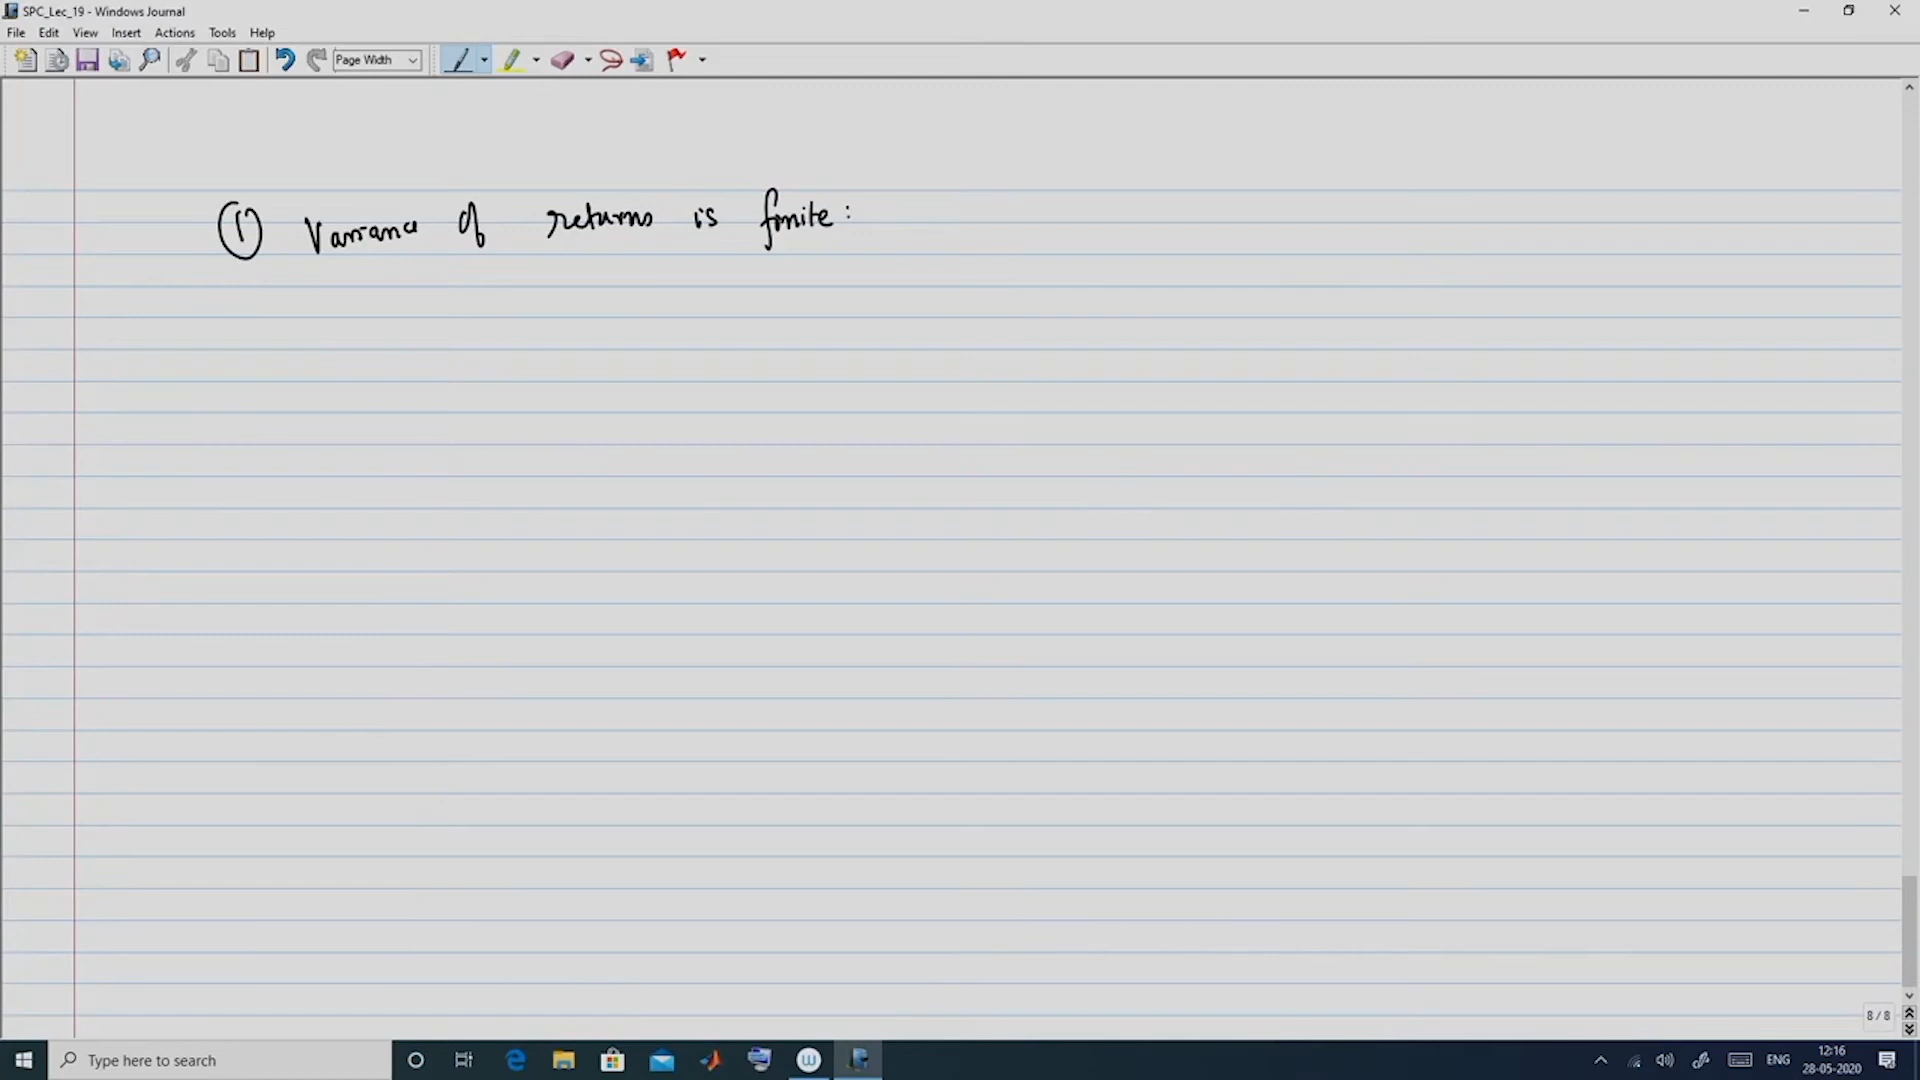 SPC_Lec_19 - Windows Journal
File Edit View Insert Actions Tools Help
Page Width
① Variance of returns is finite:
8 / 8
Type here to search
ENG
12:16
28-05-2020